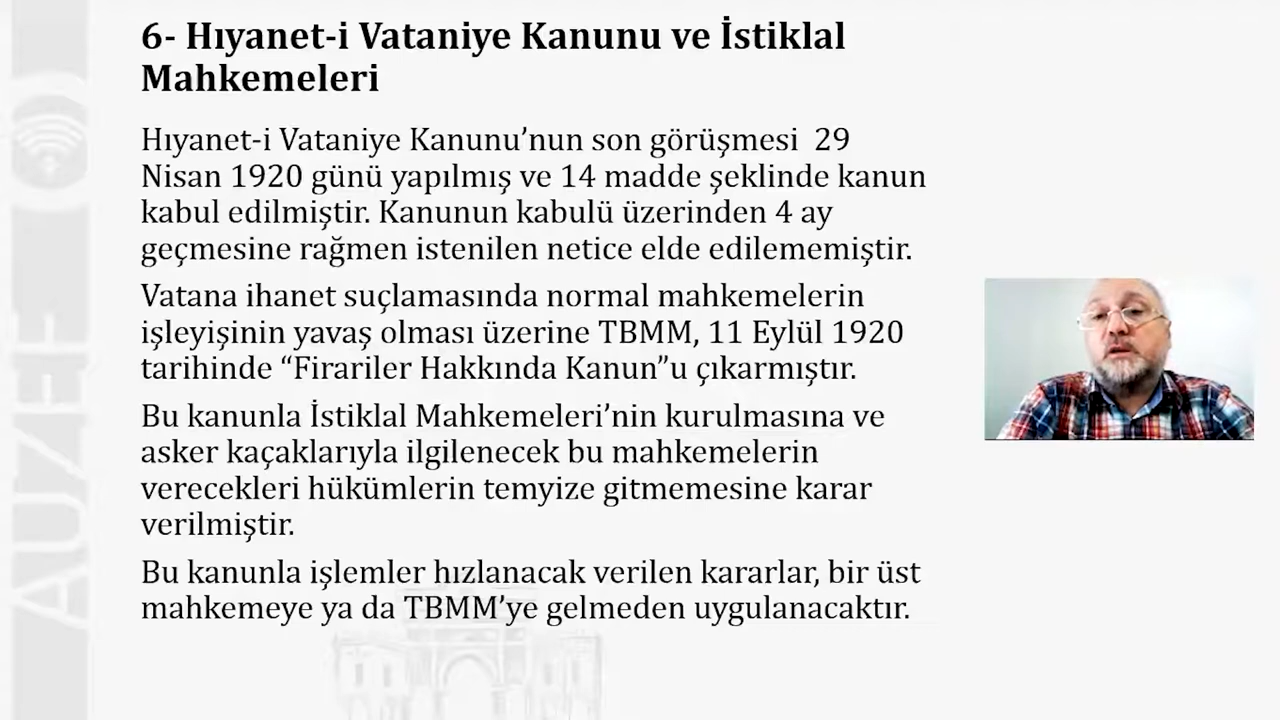 6- Hıyanet-i Vataniye Kanunu ve İstiklal
Mahkemeleri
Hıyanet-i Vataniye Kanunu’nun son görüşmesi  29
Nisan 1920 günü yapılmış ve 14 madde şeklinde kanun
kabul edilmiştir. Kanunun kabulü üzerinden 4 ay
geçmesine rağmen istenilen netice elde edilememiştir.
Vatana ihanet suçlamasında normal mahkemelerin
işleyişinin yavaş olması üzerine TBMM, 11 Eylül 1920
tarihinde “Firariler Hakkında Kanun”u çıkarmıştır.
Bu kanunla İstiklal Mahkemeleri’nin kurulmasına ve
asker kaçaklarıyla ilgilenecek bu mahkemelerin
verecekleri hükümlerin temyize gitmemesine karar
verilmiştir.
Bu kanunla işlemler hızlanacak verilen kararlar, bir üst
mahkemeye ya da TBMM’ye gelmeden uygulanacaktır.
AUZEF